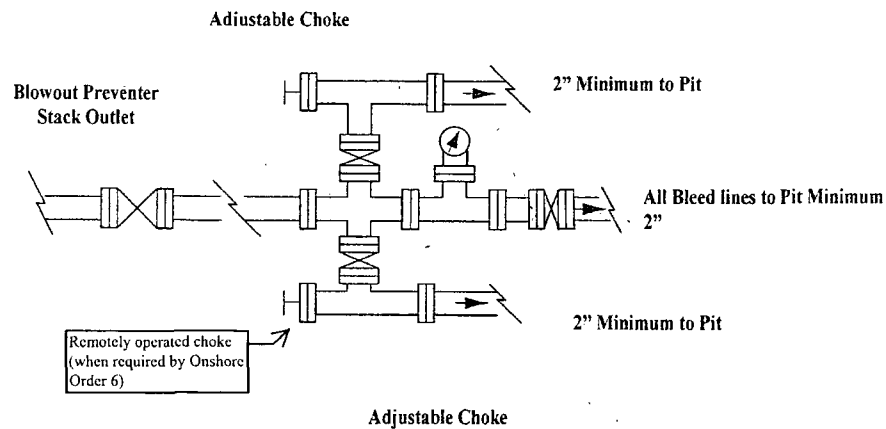 Adiustable Choke
2” Minimum to Pit
Blowout Preventer
Stack Outlet
All Bleed lines to Pit Minimum
2”
2” Minimum to Pit
Remotely operated choke
(when required by Onshore
Order 6)
Adjustable Choke